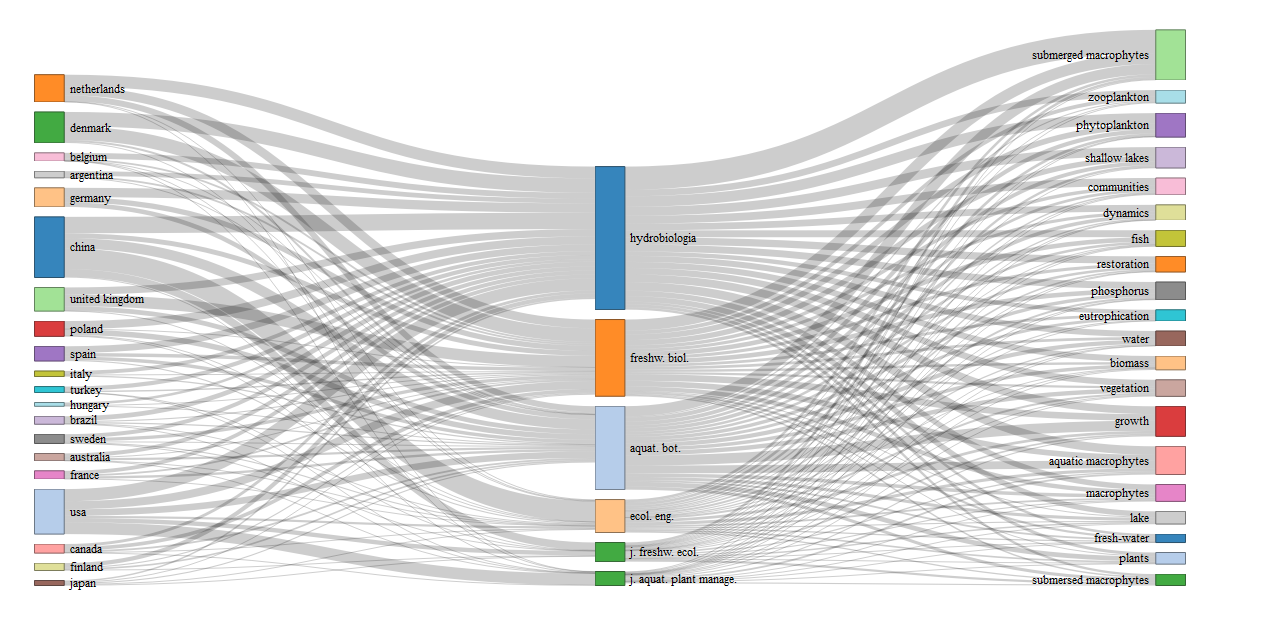 netherlands
denmark
belgium
argentina
germany
china
united kingdom
poland
spain
italy
turkey
hungary
brazil
sweden
australia
france
usa
canada
finland
japan
hydrobiologia
freshw. biol.
aquat. bot.
ecol. eng.
j. freshw. ecol.
j. aquat. plant manage.
submerged macrophytes
zooplankton
phytoplankton
shallow lakes
communities
dynamics
fish
restoration
phosphorus
eutrophication
water
biomass
vegetation
growth
aquatic macrophytes
macrophytes
lake
fresh-water
plants
submersed macrophytes